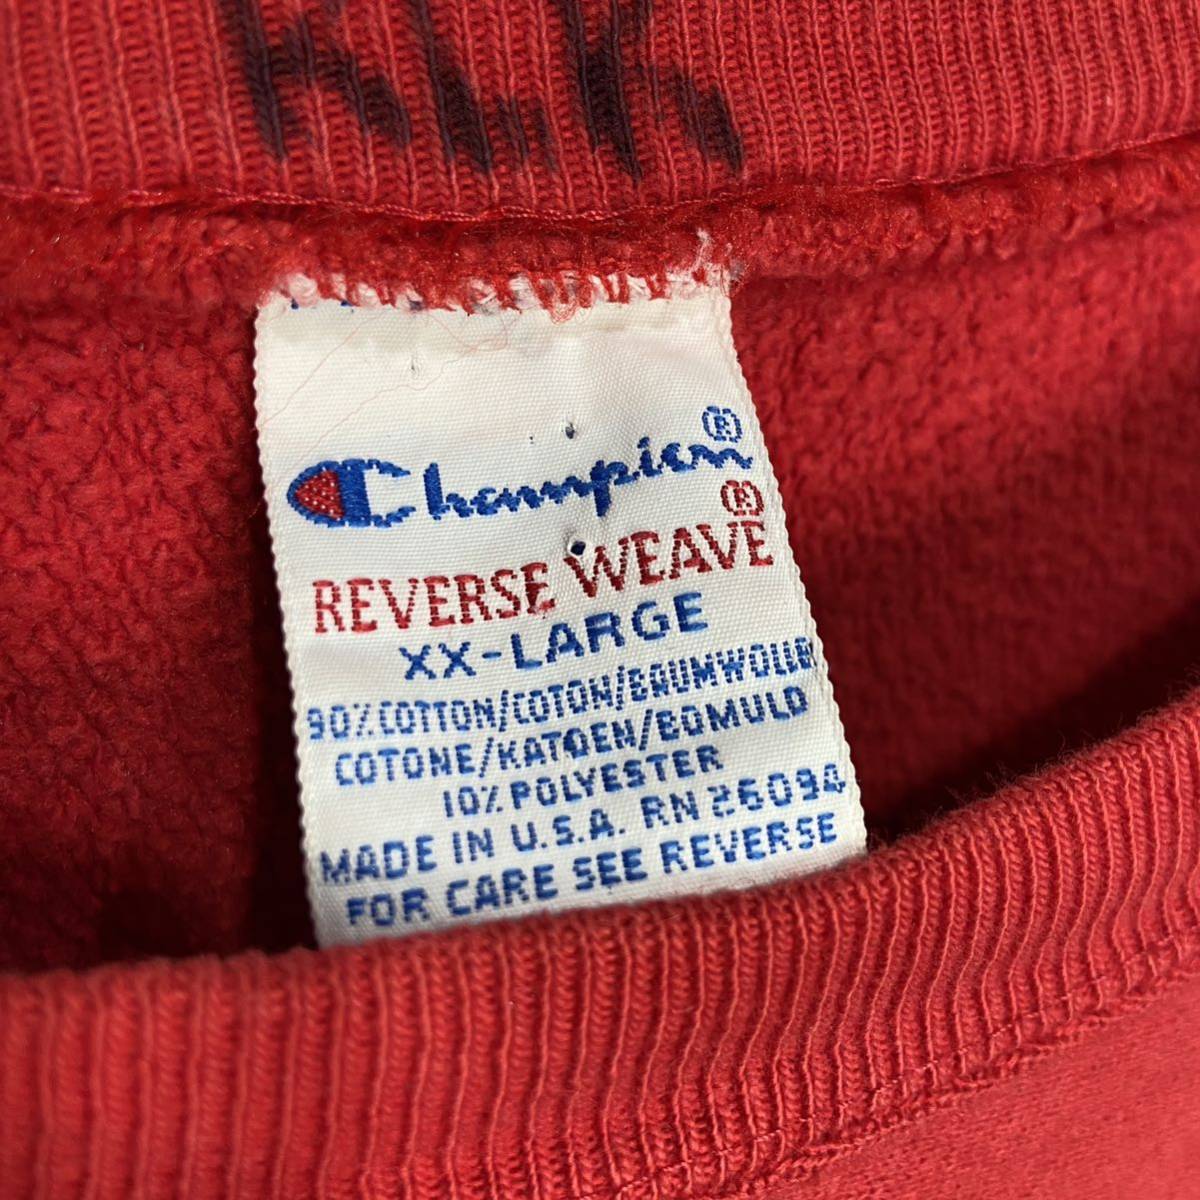 KLK
Champion®
REVERSE WEAVE®
XX-LARGE
90% COTTON/COTON/BAUMWOLLE
COTONE/KATOEN/BOMULD
10% POLYESTER
MADE IN U.S.A. RN 26094
FOR CARE SEE REVERSE